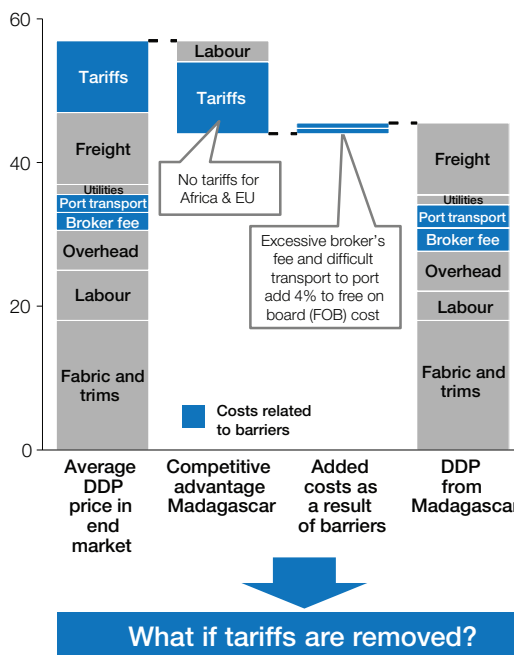 60
40
20
0
Tariffs
Freight
Utilities
Port transport
Broker fee
Overhead
Labour
Fabric and
trims
Labour
Tariffs
No tariffs for
Africa & EU
Excessive broker's
fee and difficult
transport to port
add 4% to free on
board (FOB) cost
Freight
Utilities
Port transport
Broker fee
Overhead
Labour
Fabric and
trims
Costs related
to barriers
Average
DDP
price in
end
market
Competitive
advantage
Madagascar
Added
costs as
a result
of barriers
DDP
from
Madagascar
What if tariffs are removed?